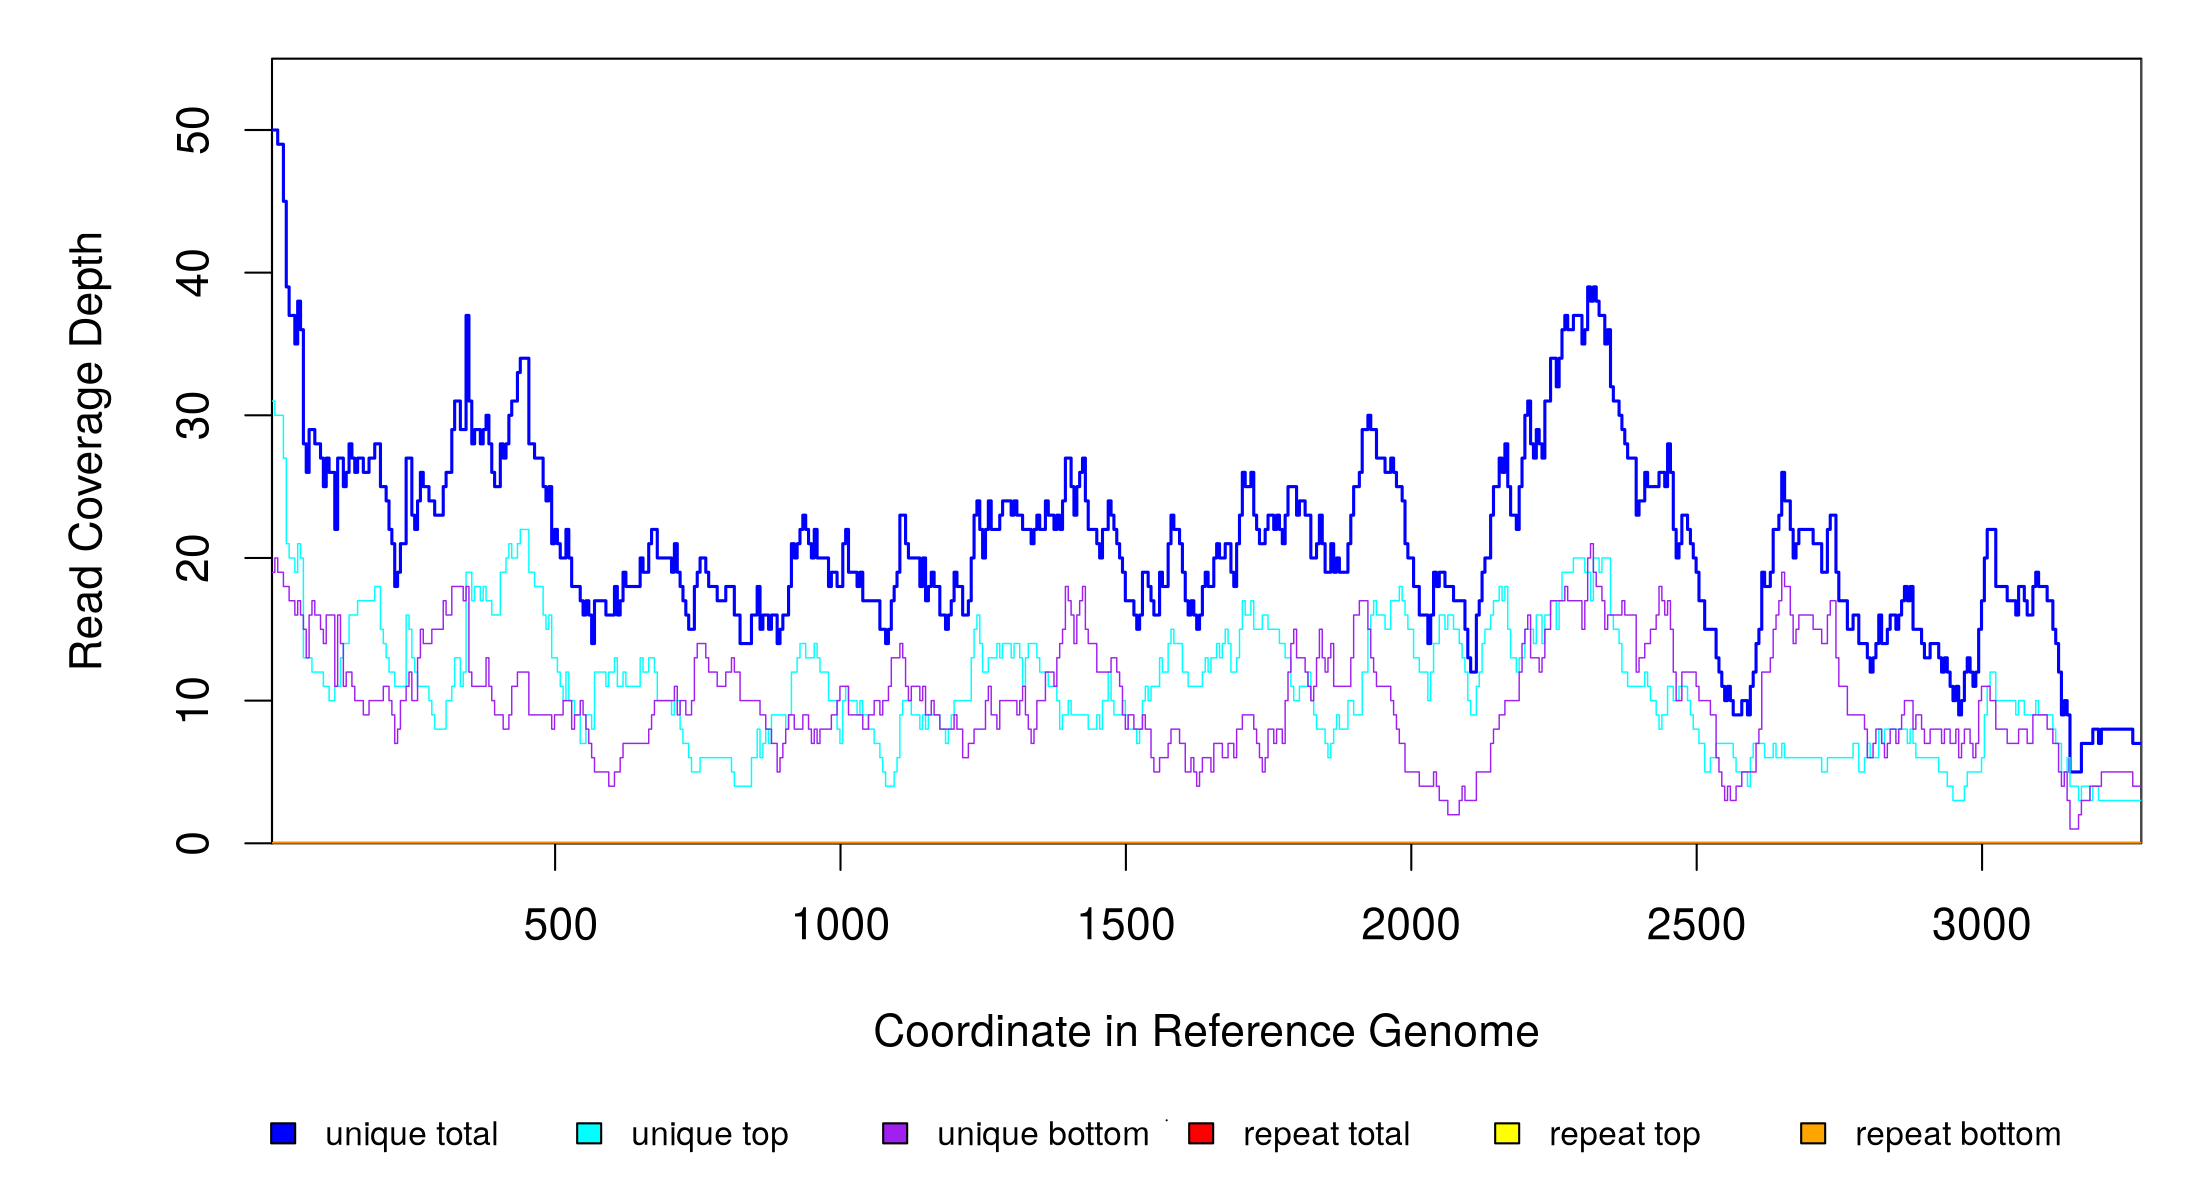 Read Coverage Depth
50
40
30
20
10
0
500 1000 1500 2000 2500 3000
Coordinate in Reference Genome
unique total unique top unique bottom repeat total repeat top repeat bottom